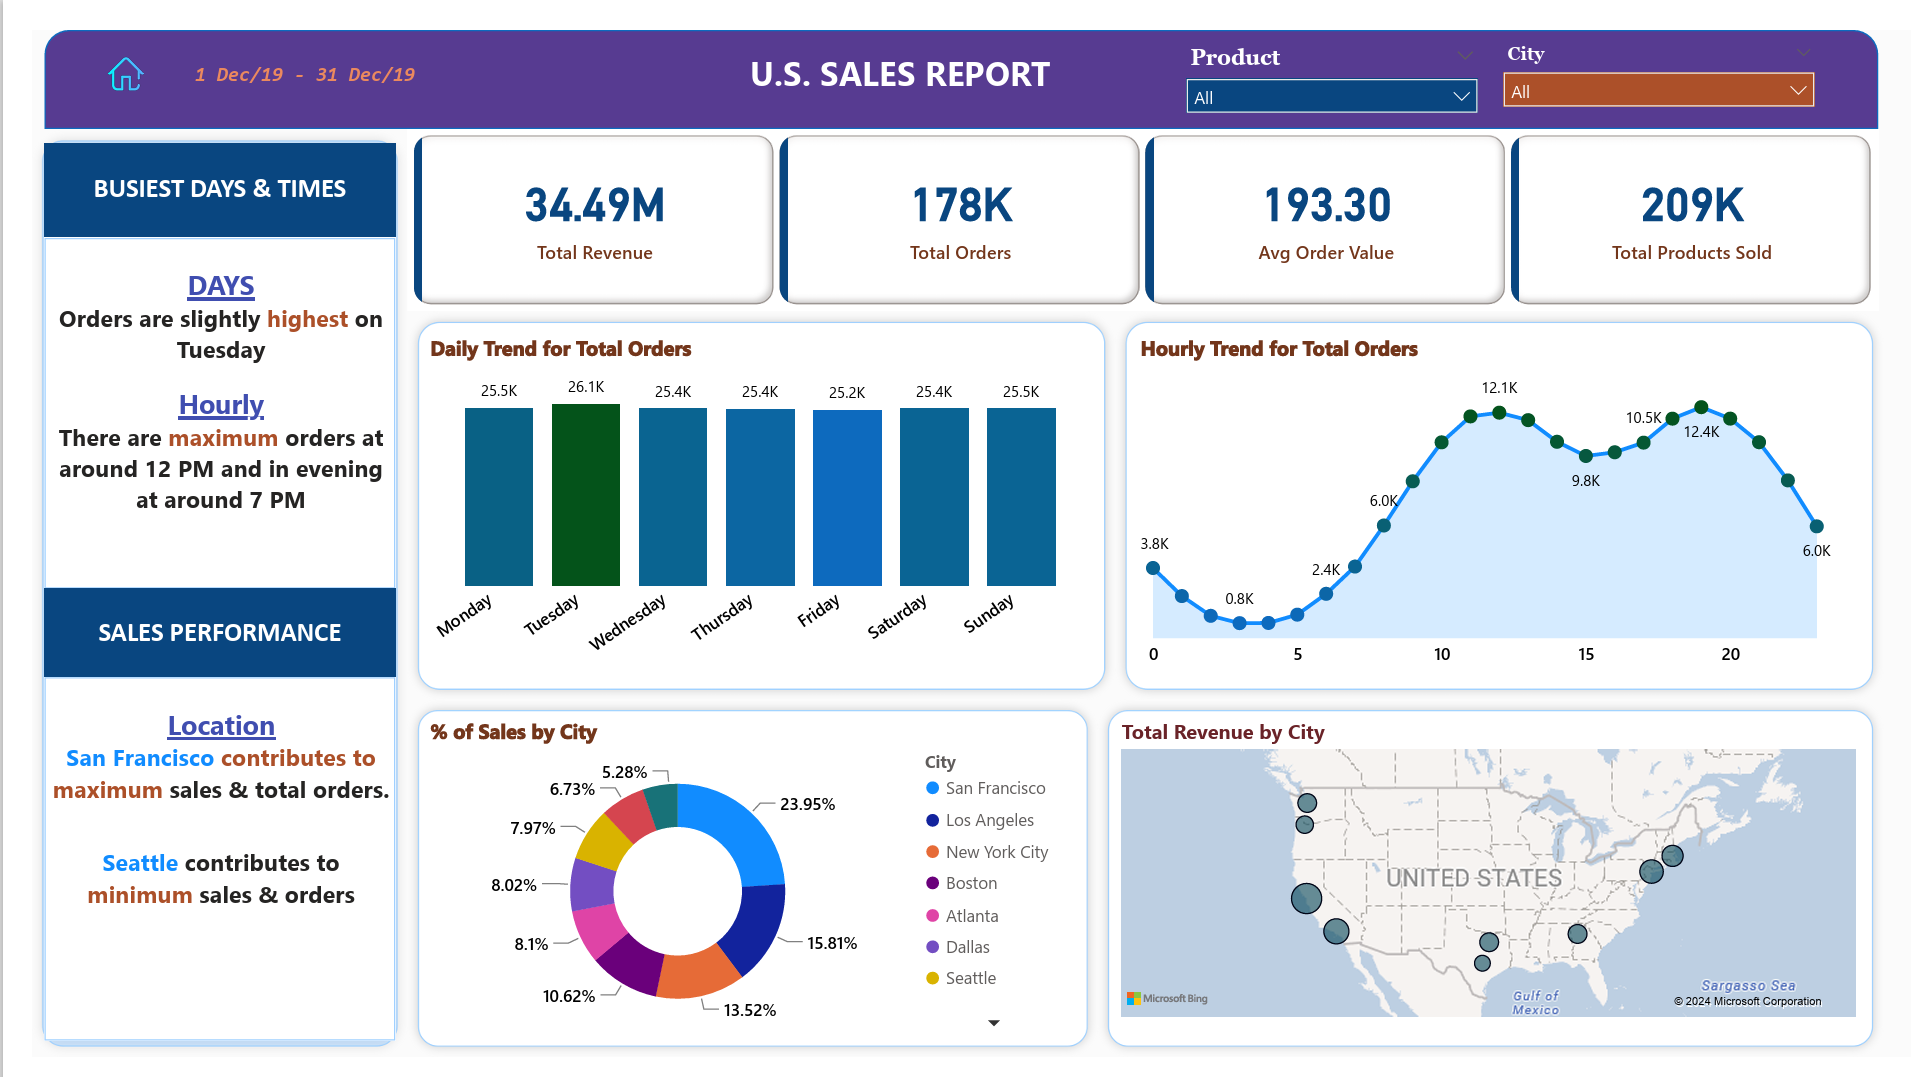 1 Dec/19 - 31 Dec/19
U.S. SALES REPORT
Product
All
City
All
BUSIEST DAYS & TIMES
DAYS
Orders are slightly highest on
Tuesday
Hourly
There are maximum orders at
around 12 PM and in evening
at around 7 PM
SALES PERFORMANCE
Location
San Francisco contributes to
maximum sales & total orders.
Seattle contributes to
minimum sales & orders
34.49M
Total Revenue
178K
Total Orders
193.30
Avg Order Value
209K
Total Products Sold
Daily Trend for Total Orders
25.5K
26.1K
25.4K
25.4K
25.2K
25.4K
25.5K
Monday
Tuesday
Wednesday
Thursday
Friday
Saturday
Sunday
Hourly Trend for Total Orders
3.8K
0.8K
2.4K
6.0K
12.1K
9.8K
10.5K
12.4K
6.0K
0
5
10
15
20
% of Sales by City
5.28%
6.73%
7.97%
8.02%
8.1%
10.62%
13.52%
15.81%
23.95%
City
San Francisco
Los Angeles
New York City
Boston
Atlanta
Dallas
Seattle
Total Revenue by City
UNITED STATES
Gulf of
Mexico
Sargasso Sea
Microsoft Bing
© 2024 Microsoft Corporation